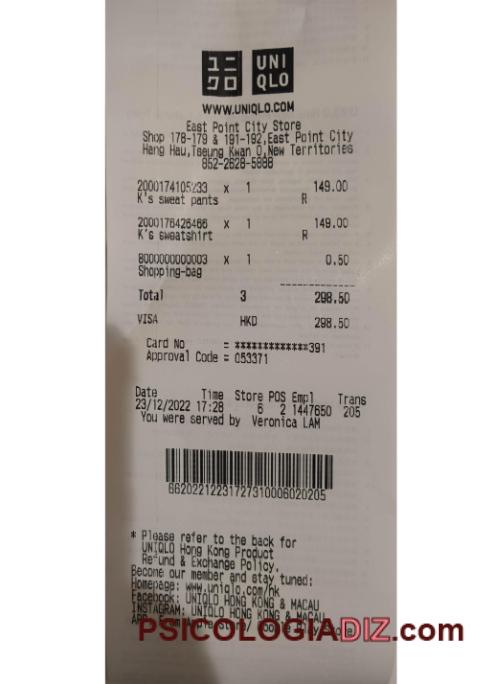 ユニ
クロ
UNI
QLO
WWW.UNIQLO.COM
East Point City Store
Shop 178-179 & 191-192,East Point City
Hang Hau,Tseung Kwan O,New Territories
852-2628-5888
2000174105233 x 1 149.00
K's sweat pants R
2000176426466 x 1 149.00
K's sweatshirt R
8000000000003 x 1 0.50
Shopping-bag
Total 3 298.50
VISA HKD 298.50
Card No = *************391
Approval Code = 053371
Date Time Store POS Empl Trans
23/12/2022 17:28 6 2 1447650 205
You were served by Veronica LAM
66202212231727310006020205
* Please refer to the back for
UNIQLO Hong Kong Product
Refund & Exchange Policy.
Become our member and stay tuned:
Homepage: www.uniqlo.com/hk
Facebook: UNIQLO HONG KONG & MACAU
INSTAGRAM: UNIQLO HONG KONG & MACAU
PSICOLOGIADIZ.com